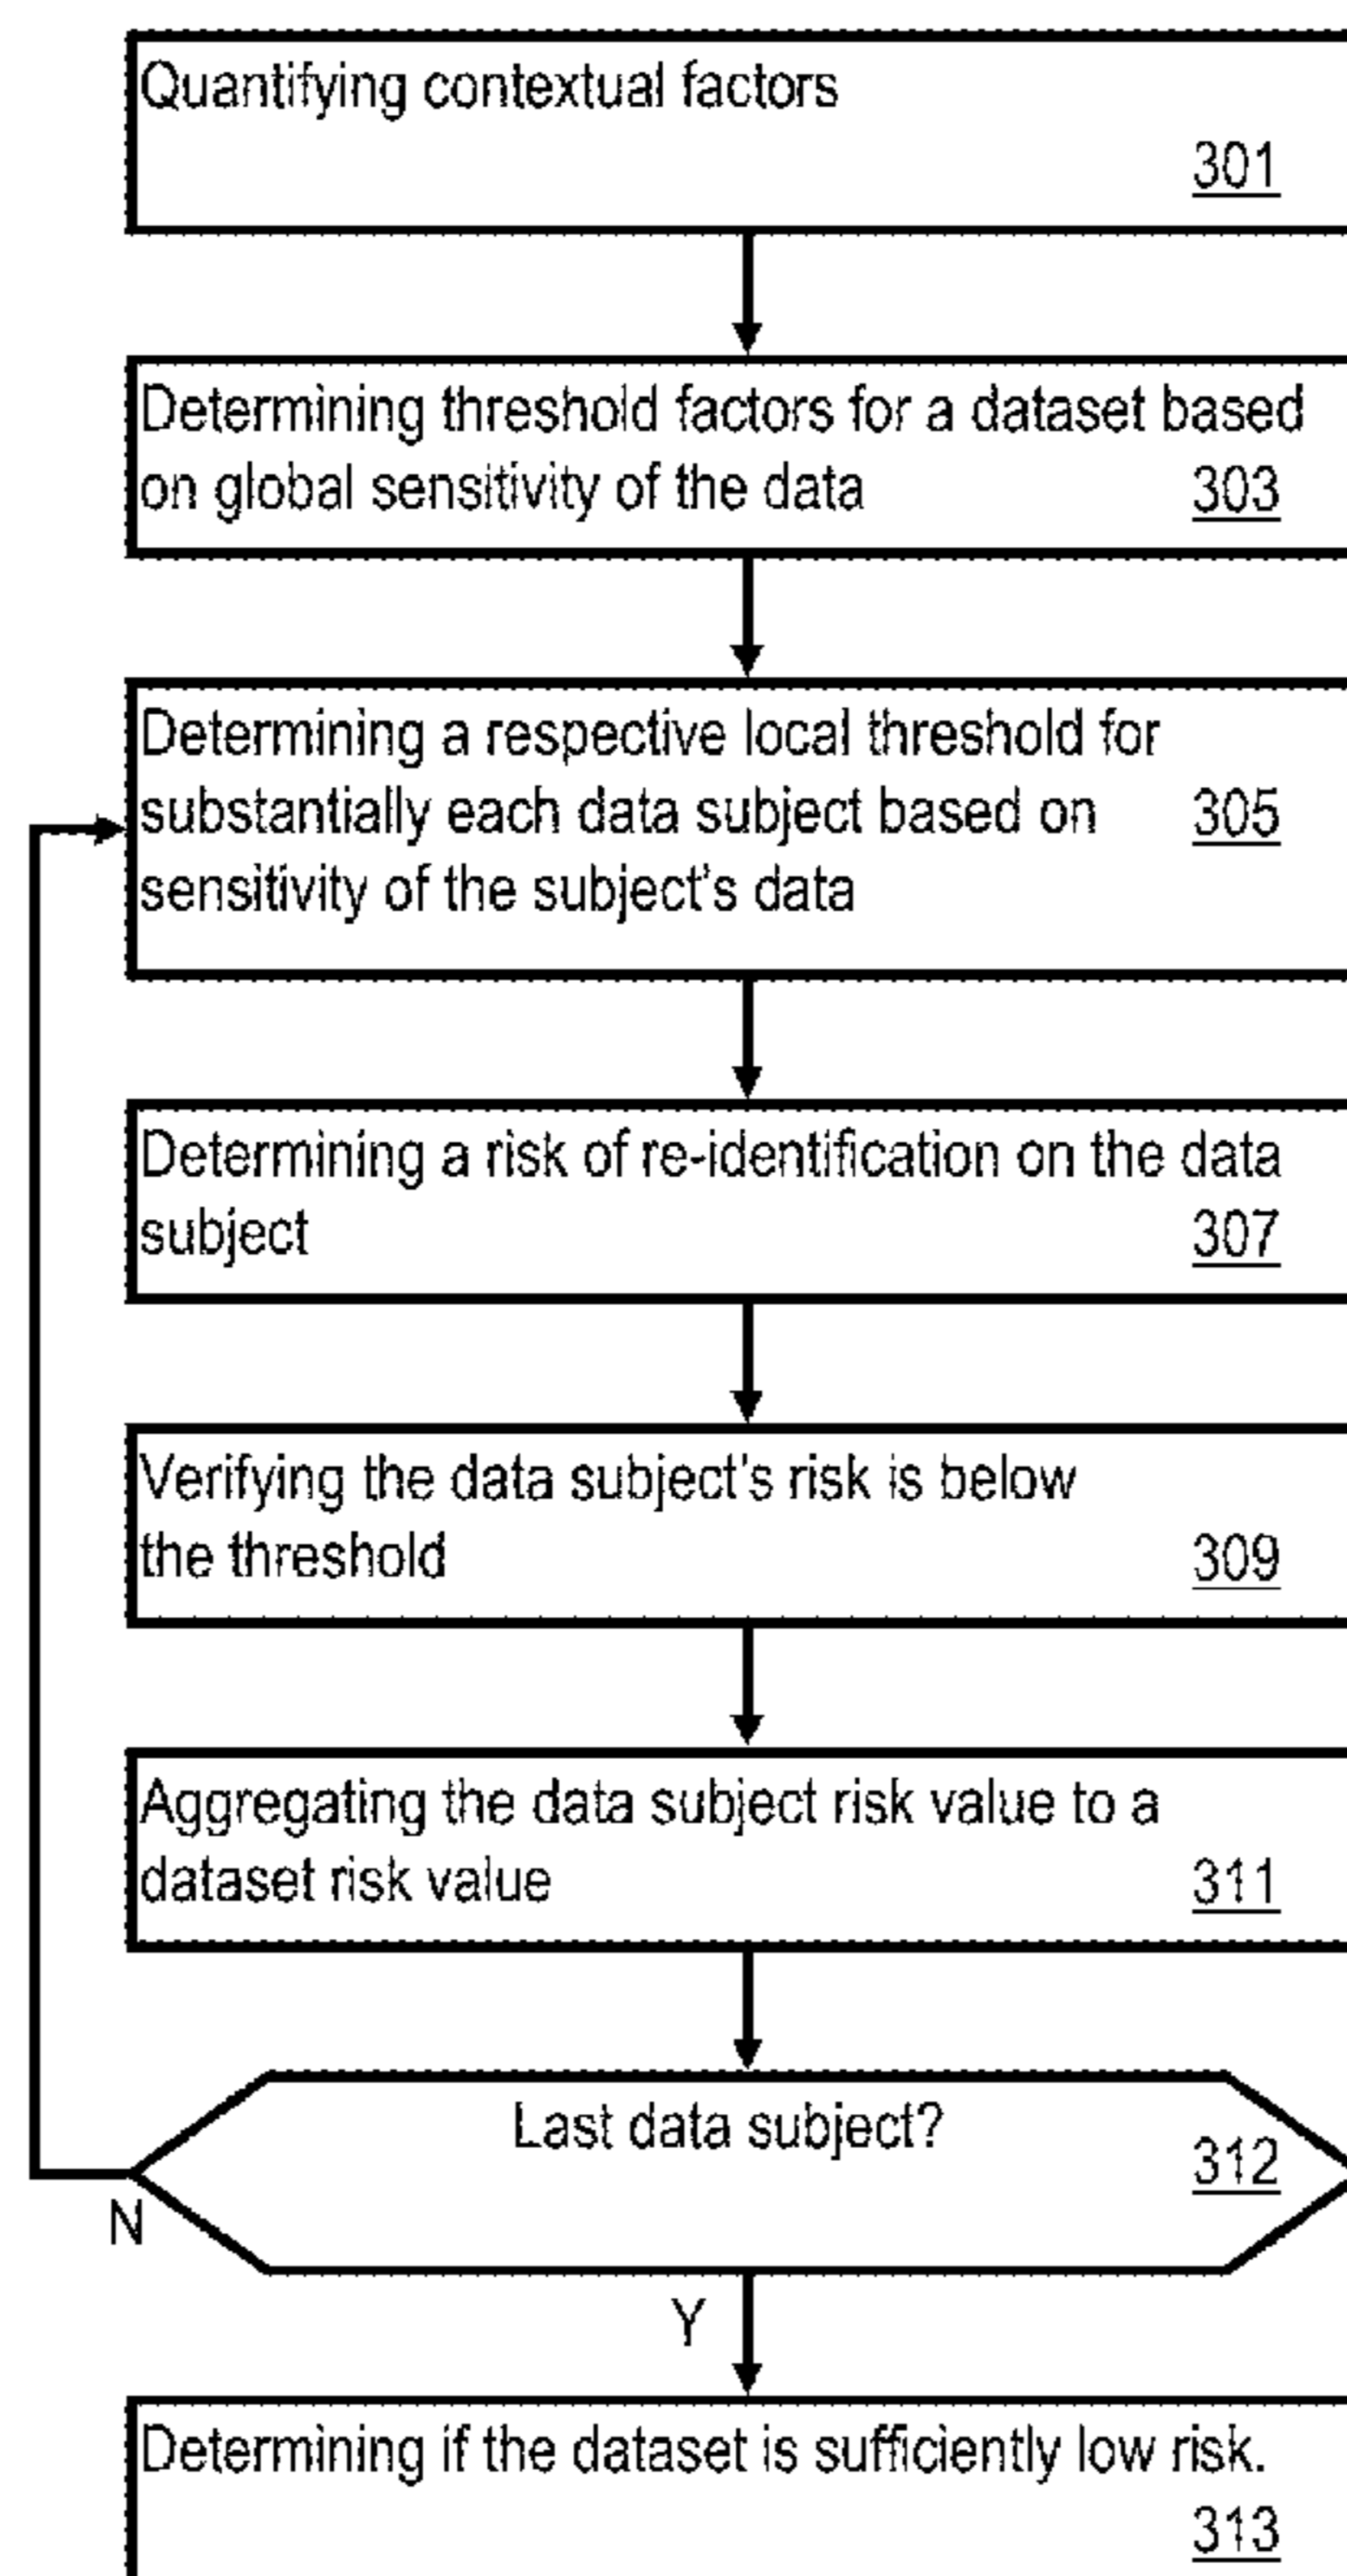 Quantifying contextual factors
301
Determining threshold factors for a dataset based
on global sensitivity of the data 303
Determining a respective local threshold for
substantially each data subject based on 305
sensitivity of the subject's data
Determining a risk of re-identification on the data
subject 307
Verifying the data subject's risk is below
the threshold 309
Aggregating the data subject risk value to a
dataset risk value 311
Last data subject?
312
N
Y
Determining if the dataset is sufficiently low risk.
313